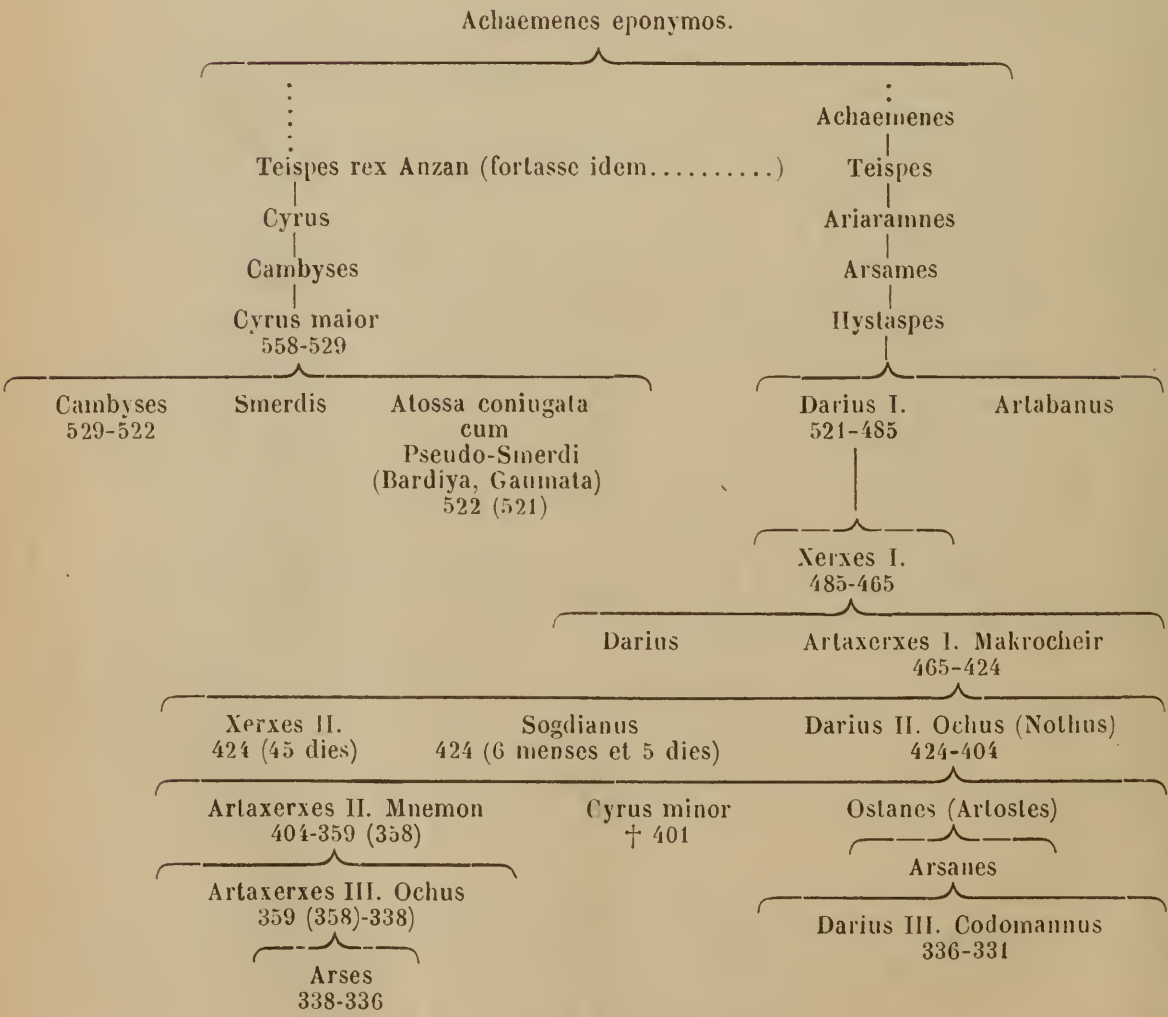 Achaemenes eponymos.
Achaemenes
Teispes rex Anzan (fortasse idem..........) Teispes
Cyrus Ariaramnes
Cambyses Arsames
Cyrus maior Hystaspes
558-529
Cambyses Smerdis Atossa coniugata Darius I. Artabanus
529-522 cum 521-485
Pseudo-Smerdi
(Bardiya, Gaumata)
522 (521)
Xerxes I.
485-465
Darius Artaxerxes I. Makrocheir
465-424
Xerxes II. Sogdianus Darius II. Ochus (Nothus)
424 (45 dies) 424 (6 menses et 5 dies) 424-404
Artaxerxes II. Mnemon Cyrus minor Ostanes (Artostes)
404-359 (358) † 401
Arsanes
Artaxerxes III. Ochus
359 (358)-338)
Darius III. Codomannus
336-331
Arses
338-336